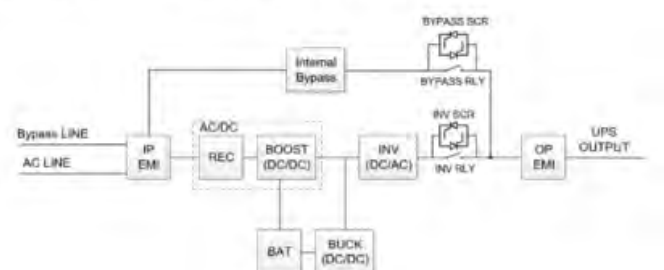 BYPASS SCR
Internal
Bypass
BYPASS RLY
Bypass LINE
AC LINE
IP
EMI
AC/DC
REC
BOOST
(DC/DC)
INV
(DC/AC)
INV SCR
INV RLY
OP
EMI
UPS
OUTPUT
BAT
BUCK
(DC/DC)